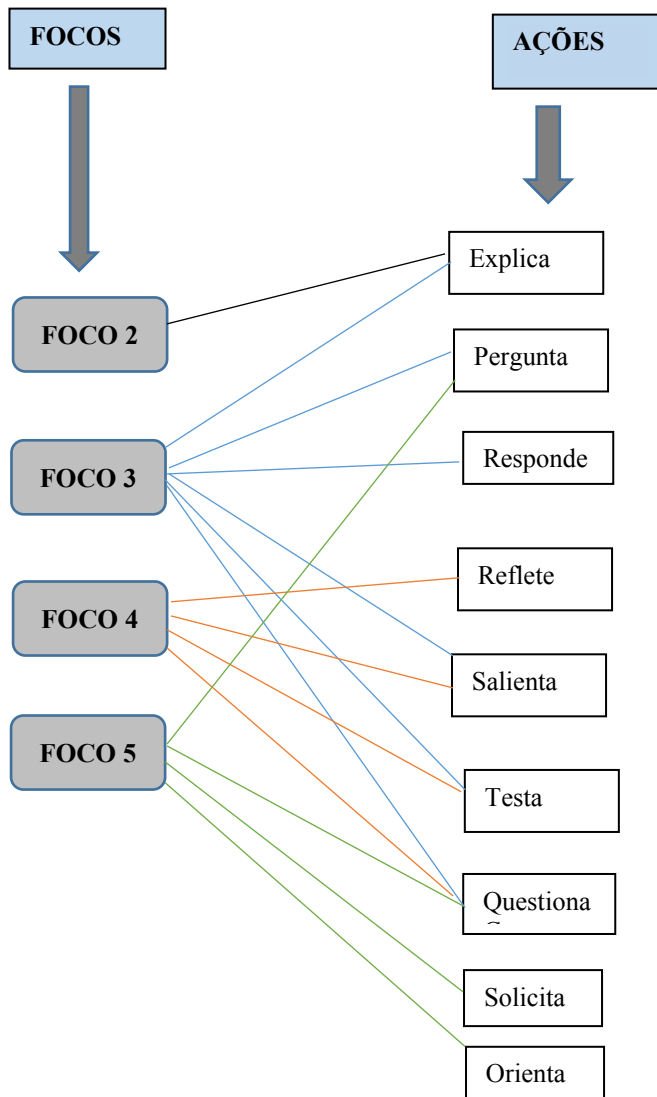 FOCOS
AÇÕES
Explica
FOCO 2
Pergunta
FOCO 3
Responde
Reflete
FOCO 4
Salienta
FOCO 5
Testa
Questiona
Solicita
Orienta